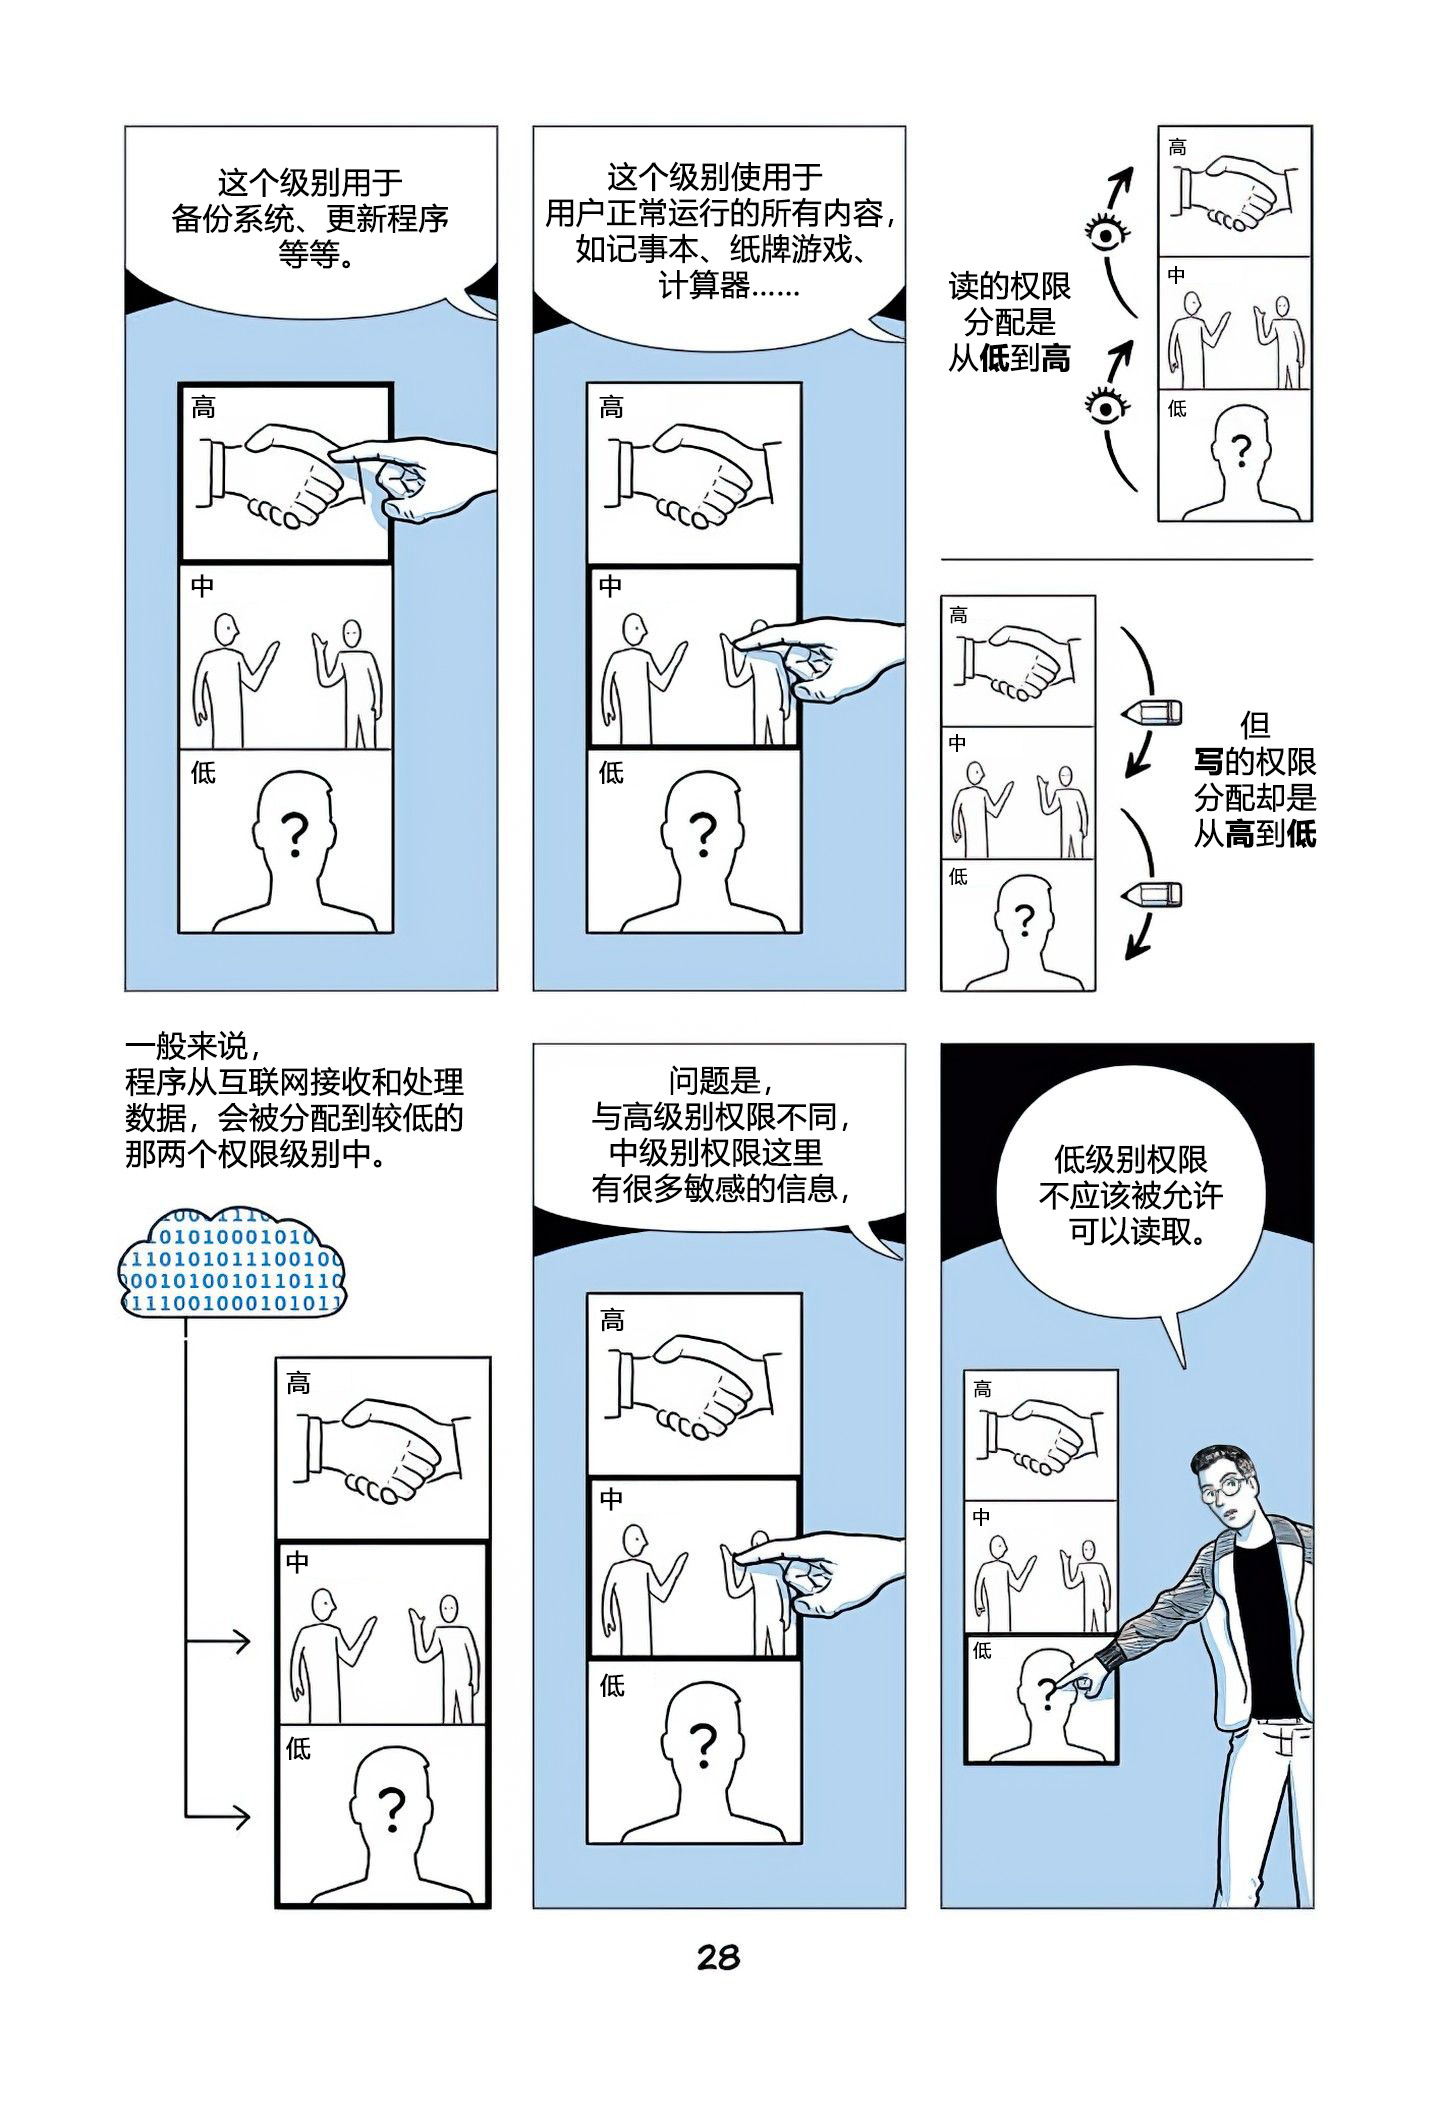 这个级别用于
备份系统、更新程序
等等。
高
中
低
这个级别使用于
用户正常运行的所有内容，
如记事本、纸牌游戏、
计算器……
高
中
低
读的权限
分配是
从低到高
高
中
低
高
中
低
但
写的权限
分配却是
从高到低
一般来说，
程序从互联网接收和处理
数据，会被分配到较低的
那两个权限级别中。
01010001010
1110101011100100
0001010010110110
0111001000101011
高
中
低
问题是，
与高级别权限不同，
中级别权限这里
有很多敏感的信息，
高
中
低
低级别权限
不应该被允许
可以读取。
高
中
低
28